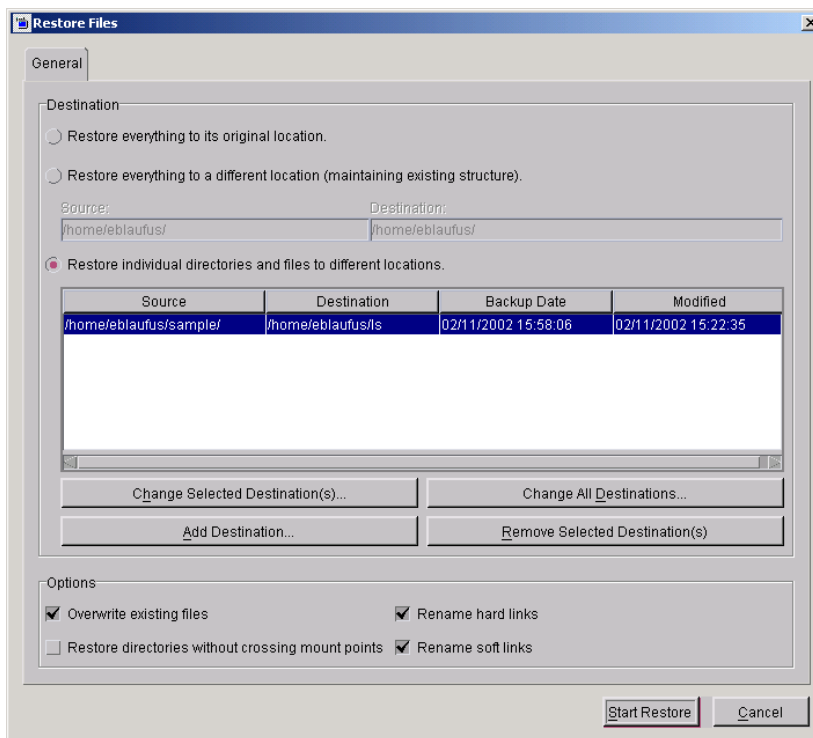 Restore Files
General
Destination
Restore everything to its original location.
Restore everything to a different location (maintaining existing structure).
Source: Destination:
/home/eblaufus/ /home/eblaufus/
Restore individual directories and files to different locations.
Source Destination Backup Date Modified
/home/eblaufus/sample/ /home/eblaufus/ls 02/11/2002 15:58:06 02/11/2002 15:22:35
Change Selected Destination(s)... Change All Destinations...
Add Destination... Remove Selected Destination(s)
Options
Overwrite existing files Rename hard links
Restore directories without crossing mount points Rename soft links
Start Restore Cancel